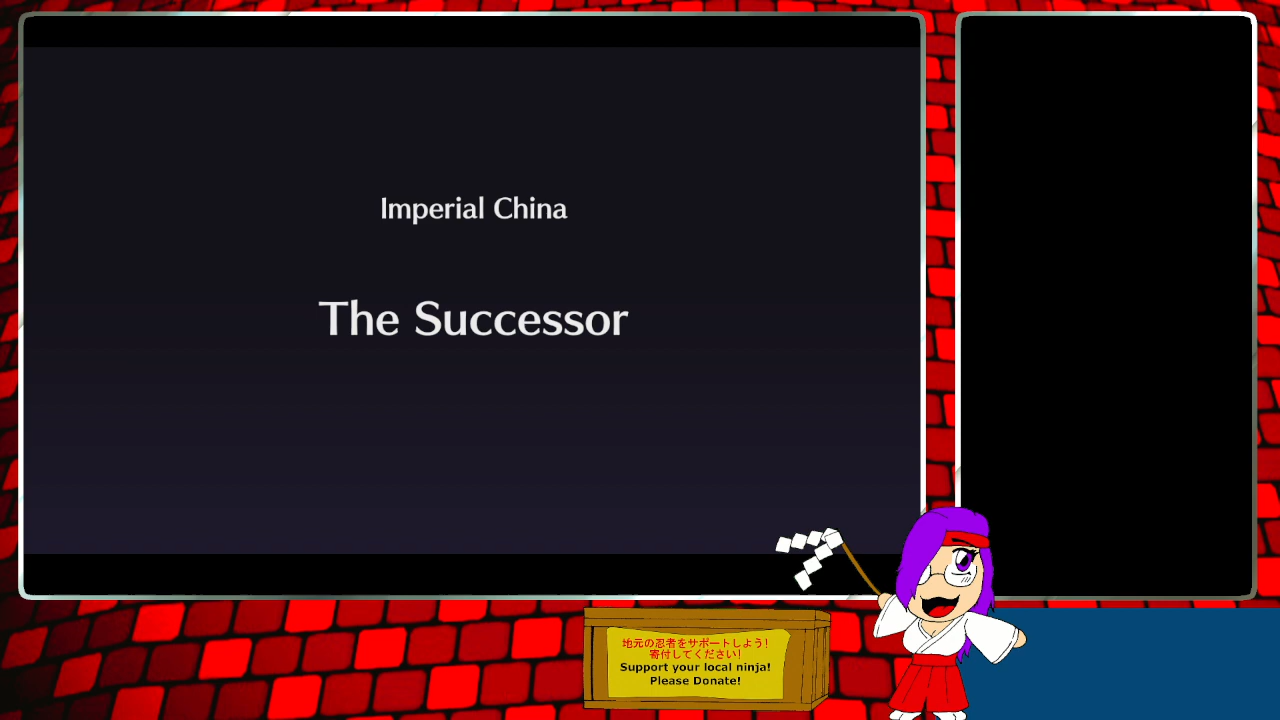 Imperial China
The Successor
地元の忍者をサポートしよう!
寄付してください!
Support your local ninja!
Please Donate!